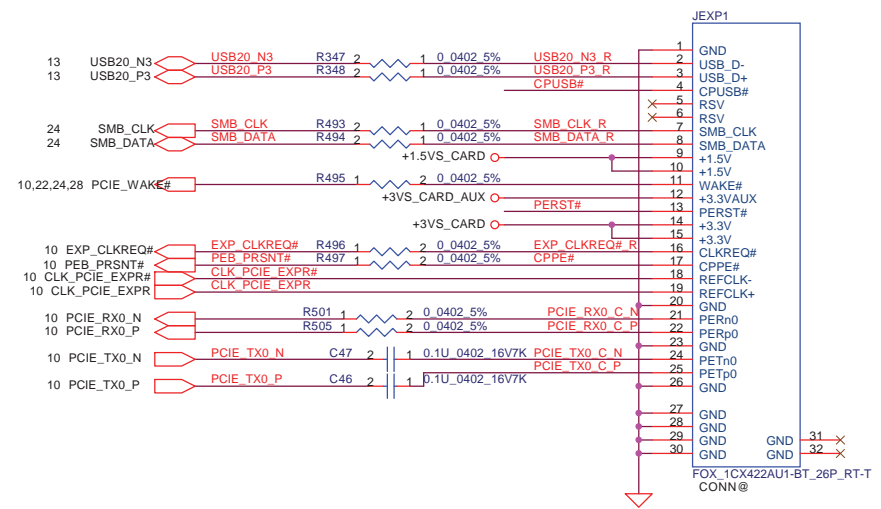 JEXP1
1 GND
13 USB20_N3 USB20_N3 R347 2 1 0_0402_5% USB20_N3_R 2 USB_D-
13 USB20_P3 USB20_P3 R348 2 1 0_0402_5% USB20_P3_R 3 USB_D+
CPUSB# 4 CPUSB#
5 RSV
6 RSV
24 SMB_CLK SMB_CLK R493 2 1 0_0402_5% SMB_CLK_R 7 SMB_CLK
24 SMB_DATA SMB_DATA R494 2 1 0_0402_5% SMB_DATA_R 8 SMB_DATA
+1.5VS_CARD 9 +1.5V
10 +1.5V
10,22,24,28 PCIE_WAKE# R495 1 2 0_0402_5% 11 WAKE#
+3VS_CARD_AUX 12 +3.3VAUX
PERST# 13 PERST#
+3VS_CARD 14 +3.3V
15 +3.3V
10 EXP_CLKREQ# EXP_CLKREQ# R496 1 2 0_0402_5% EXP_CLKREQ#_R 16 CLKREQ#
10 PEB_PRSNT# PEB_PRSNT# R497 1 2 0_0402_5% CPPE# 17 CPPE#
10 CLK_PCIE_EXPR# CLK_PCIE_EXPR# 18 REFCLK-
10 CLK_PCIE_EXPR CLK_PCIE_EXPR 19 REFCLK+
20 GND
10 PCIE_RX0_N R501 1 2 0_0402_5% PCIE_RX0_C_N 21 PERn0
10 PCIE_RX0_P R505 1 2 0_0402_5% PCIE_RX0_C_P 22 PERp0
23 GND
10 PCIE_TX0_N PCIE_TX0_N C47 2 1 0.1U_0402_16V7K PCIE_TX0_C_N 24 PETn0
PCIE_TX0_C_P 25 PETp0
10 PCIE_TX0_P PCIE_TX0_P C46 2 1 0.1U_0402_16V7K 26 GND
27 GND
28 GND
29 GND GND 31
30 GND GND 32
FOX_1CX422AU1-BT_26P_RT-T
CONN@